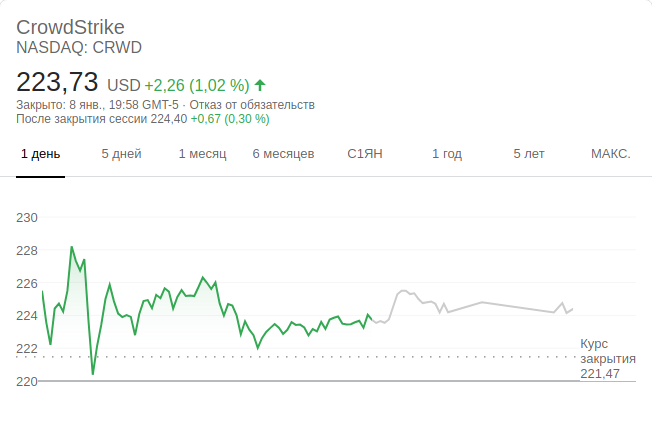 CrowdStrike
NASDAQ: CRWD
223,73 USD +2,26 (1,02 %)
Закрыто: 8 янв., 19:58 GMT-5 · Отказ от обязательств
После закрытия сессии 224,40 +0,67 (0,30 %)
1 день 5 дней 1 месяц 6 месяцев С1ЯН 1 год 5 лет МАКС.
230
228
226
224
222
220
Курс
закрытия
221,47